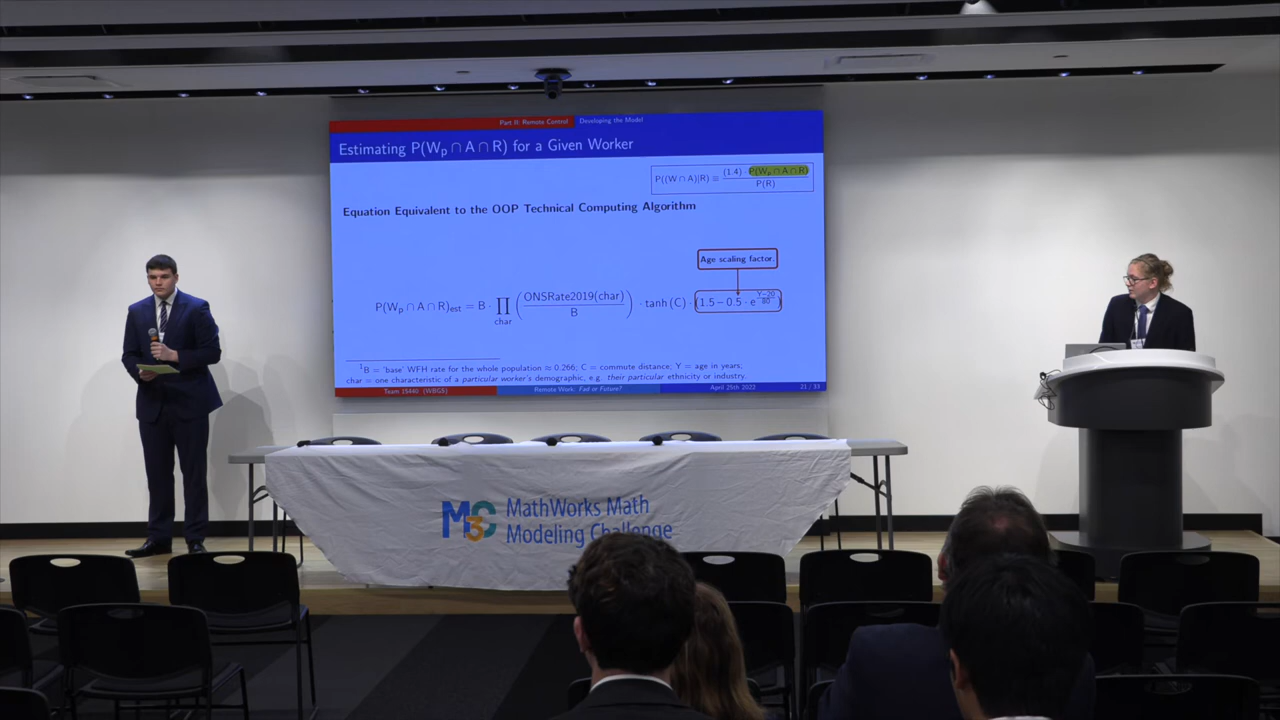 Part II: Remote Control Developing the Model
Estimating P(Wp ∩ A ∩ R) for a Given Worker
P((W ∩ A)|R) ≡ (1.4) · P(Wp ∩ A ∩ R) / P(R)
Equation Equivalent to the OOP Technical Computing Algorithm
Age scaling factor.
P(Wp ∩ A ∩ R)est = B · ∏char (ONSRate2019(char) / B) · tanh (C) · (1.5 − 0.5 · e^((Y−20)/80))
1B = 'base' WFH rate for the whole population ≈ 0.266; C = commute distance; Y = age in years,
char = one characteristic of a particular worker's demographic, e.g. their particular ethnicity or industry.
Team 15440 (WBGS) Remote Work: Fad or Future? April 25th 2022 21 / 33
M3C MathWorks Math
Modeling Challenge